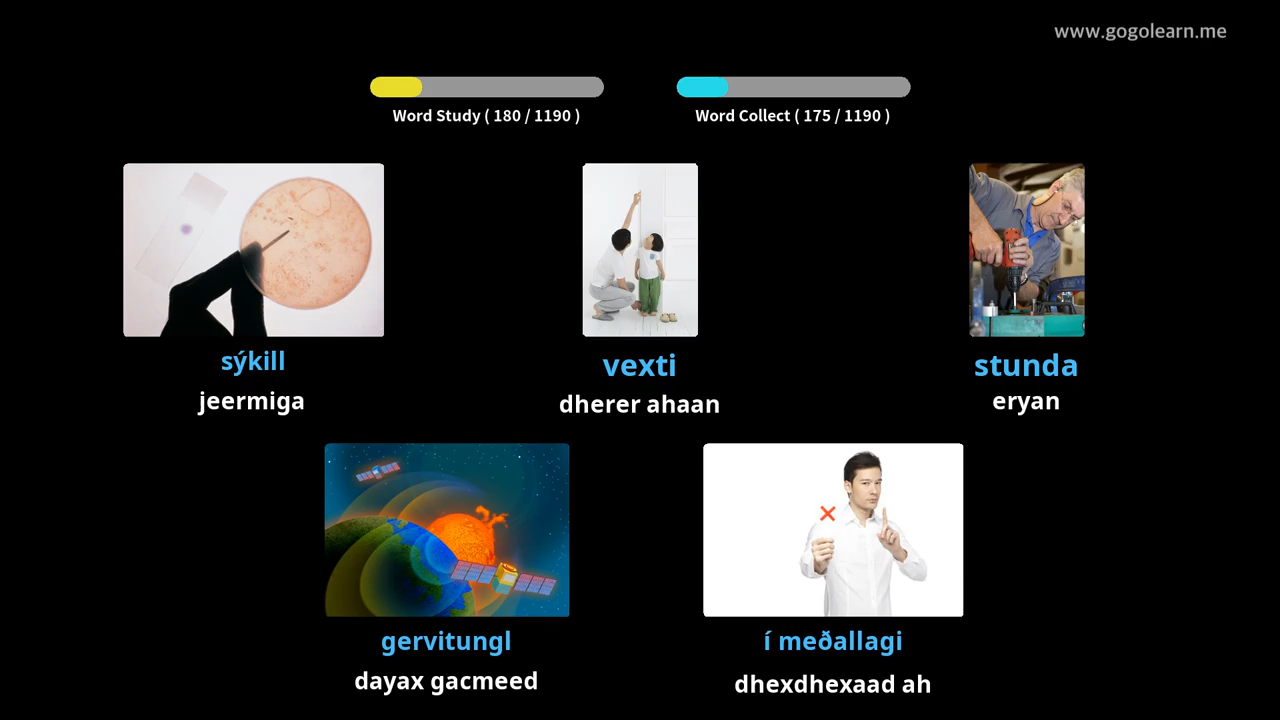 www.gogolearn.me
Word Study ( 180 / 1190 )
Word Collect ( 175 / 1190 )
sýkill
jeermiga
vexti
dherer ahaan
stunda
eryan
gervitungl
dayax gacmeed
í meðallagi
dhexdhexaad ah